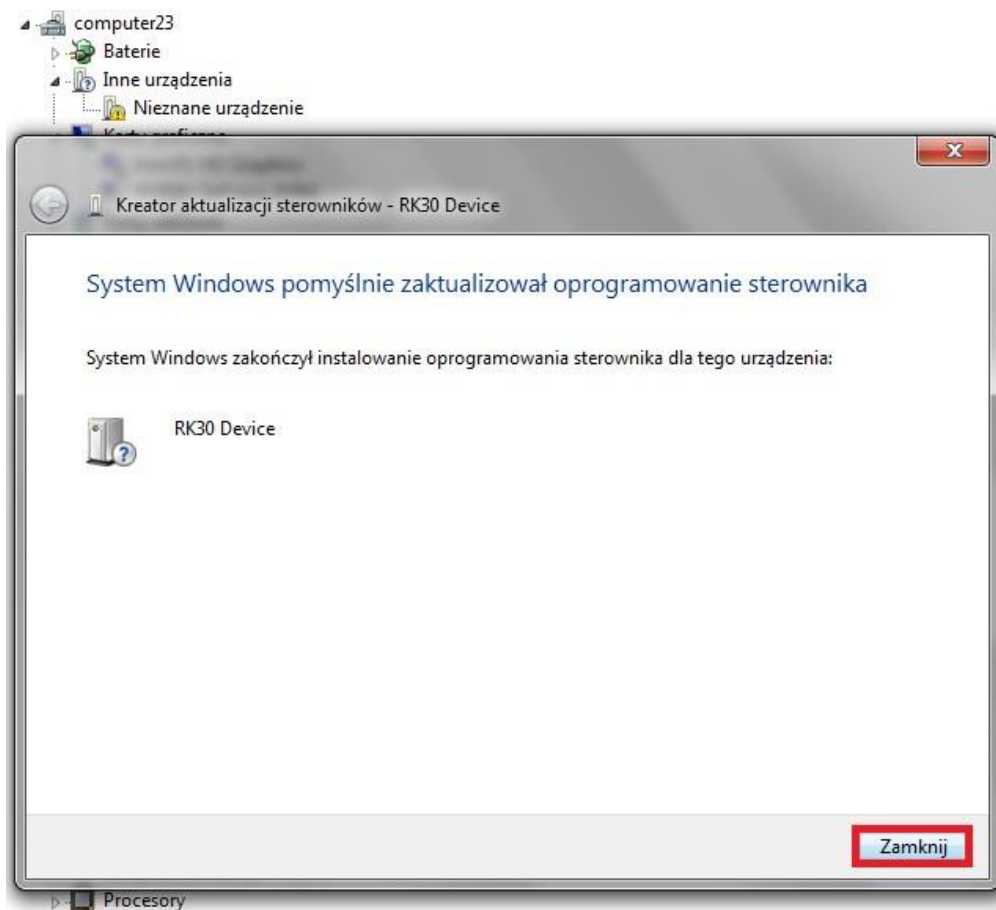 computer23
Baterie
Inne urządzenia
Nieznane urządzenie
Kreator aktualizacji sterowników - RK30 Device
System Windows pomyślnie zaktualizował oprogramowanie sterownika
System Windows zakończył instalowanie oprogramowania sterownika dla tego urządzenia:
RK30 Device
Zamknij
Procesory